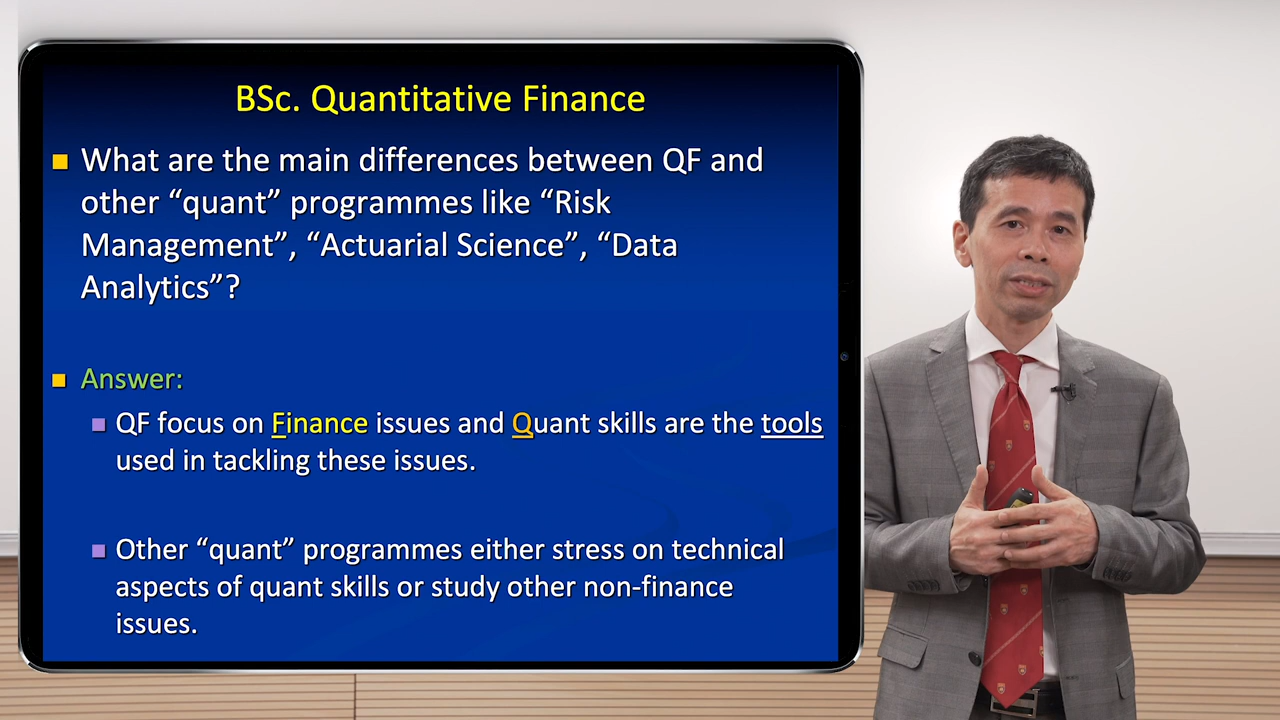 BSc. Quantitative Finance
What are the main differences between QF and
other “quant” programmes like “Risk
Management”, “Actuarial Science”, “Data
Analytics”?
Answer:
QF focus on Finance issues and Quant skills are the tools
used in tackling these issues.
Other “quant” programmes either stress on technical
aspects of quant skills or study other non-finance
issues.